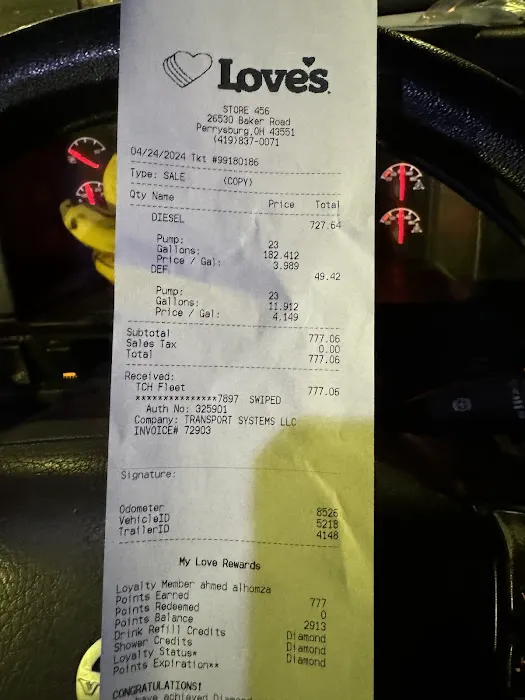 Love's
STORE 456
26530 Baker Road
Perrysburg, OH 43551
(419)837-0071
04/24/2024 Tkt #99180186
Type: SALE (COPY)
Qty Name Price Total
DIESEL 727.64
Pump: 23
Gallons: 182.412
Price / Gal: 3.989
DEF 49.42
Pump: 23
Gallons: 11.912
Price / Gal: 4.149
Subtotal 777.06
Sales Tax 0.00
Total 777.06
Received:
TCH Fleet 777.06
***************7897 SWIPED
Auth No: 325901
Company: TRANSPORT SYSTEMS LLC
INVOICE# 72903
Signature:
Odometer 8526
VehicleID 5218
TrailerID 4148
My Love Rewards
Loyalty Member ahmed alhomza
Points Earned 777
Points Redeemed 0
Points Balance 2913
Drink Refill Credits Diamond
Shower Credits Diamond
Loyalty Status* Diamond
Points Expiration**
CONGRATULATIONS!
have achieved Diamond